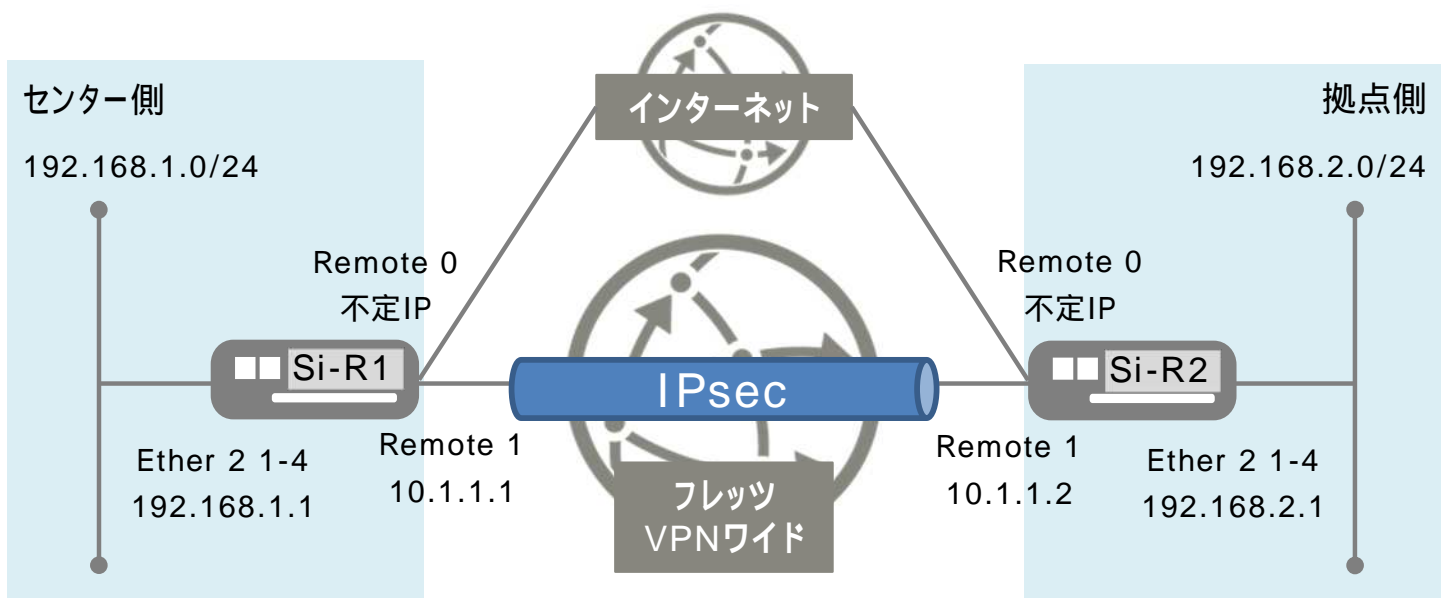 インターネット
センター側
拠点側
192.168.1.0/24
192.168.2.0/24
Remote 0
不定IP
Remote 0
不定IP
Si-R1
IPsec
Si-R2
Remote 1
10.1.1.1
Remote 1
10.1.1.2
Ether 2 1-4
192.168.1.1
Ether 2 1-4
192.168.2.1
フレッツ
VPNワイド